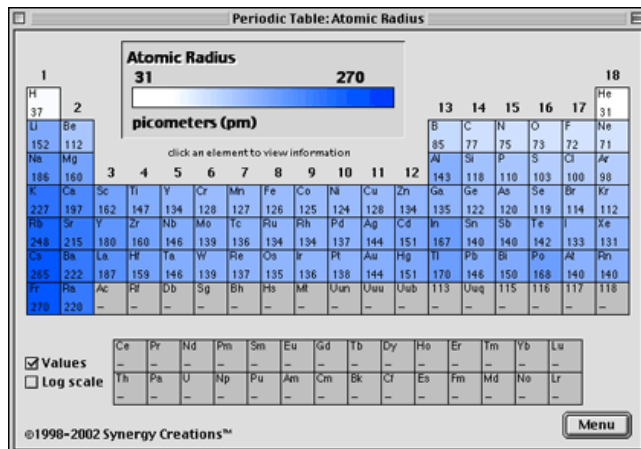 Periodic Table: Atomic Radius
Atomic Radius
31 270
picometers (pm)
click an element to view information
1 18
2 13 14 15 16 17
3 4 5 6 7 8 9 10 11 12
H He
37 31
Li Be B C N O F Ne
152 112 85 77 75 73 72 71
Na Mg Al Si P S Cl Ar
186 160 143 118 110 103 100 98
K Ca Sc Ti Y Cr Mn Fe Co Ni Cu Zn Ga Ge As Se Br Kr
227 197 162 147 134 128 127 126 125 124 128 134 135 122 120 119 114 112
Rb Sr Y Zr Nb Mo Tc Ru Rh Pd Ag Cd In Sn Sb Te I Xe
248 215 180 160 146 139 136 134 134 137 144 151 167 140 140 142 133 131
Cs Ba La Hf Ta W Re Os Ir Pt Au Hg Tl Pb Bi Po At Rn
265 222 187 159 146 139 137 135 136 138 144 151 170 146 150 168 140 140
Fr Ra Ac Rf Db Sg Bh Hs Mt Uun Uuu Uub 113 Uuq 115 116 117 118
270 220 – – – – – – – – – – – – – – – –
Ce Pr Nd Pm Sm Eu Gd Tb Dy Ho Er Tm Yb Lu
– – – – – – – – – – – – – –
Th Pa U Np Pu Am Cm Bk Cf Es Fm Md No Lr
– – – – – – – – – – – – – –
Values
Log scale
©1998-2002 Synergy Creations™
Menu